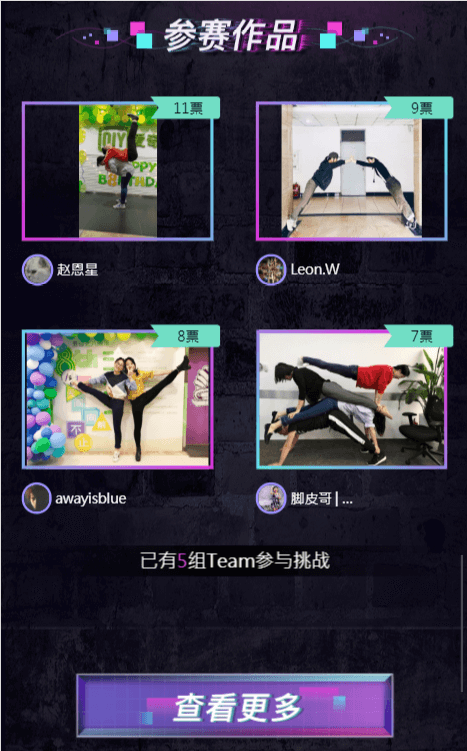 参赛作品
11票
9票
赵恩星
Leon.W
8票
7票
awayisblue
脚皮哥 | ...
已有5组Team参与挑战
查看更多